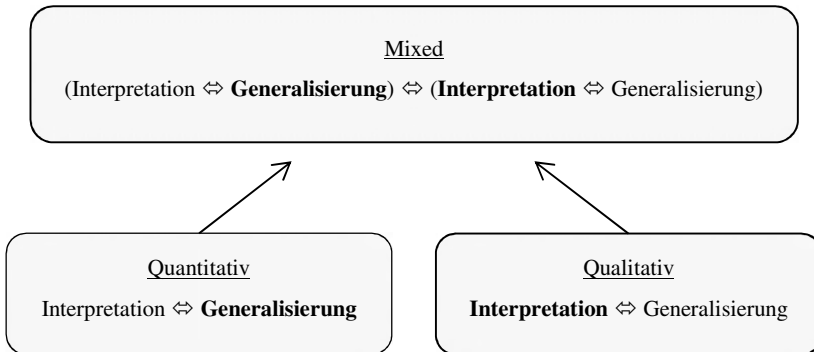 Mixed
(Interpretation ⇔ Generalisierung) ⇔ (Interpretation ⇔ Generalisierung)
Quantitativ
Interpretation ⇔ Generalisierung
Qualitativ
Interpretation ⇔ Generalisierung